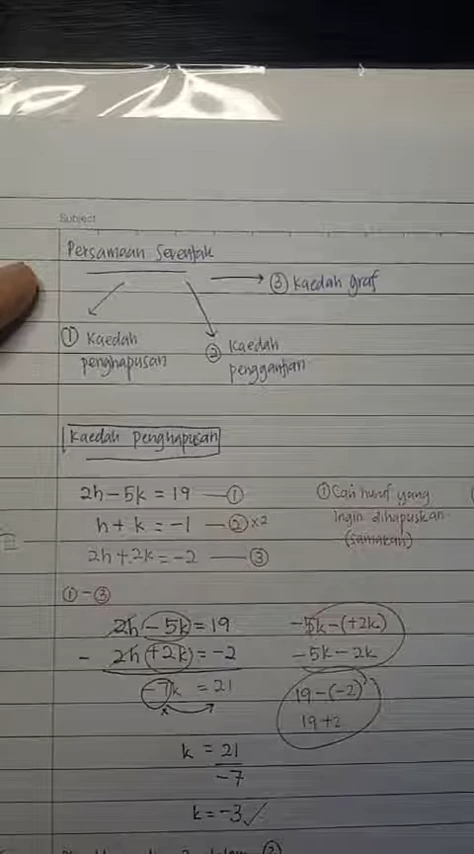 Subject
Persamaan Serentak
③ kaedah graf
① kaedah
penghapusan
② kaedah
penggantian
Kaedah Penghapusan
2h - 5k = 19 — ①
h + k = -1 — ② ×2
2h + 2k = -2 — ③
① Cari huruf yang
ingin dihapuskan
(samakan)
① - ③
2h - 5k = 19
- 2h + 2k = -2
-7k = 21
-5k - (+2k)
-5k - 2k
19 - (-2)
19 + 2
k = 21
-7
k = -3 ✓
dalam ②